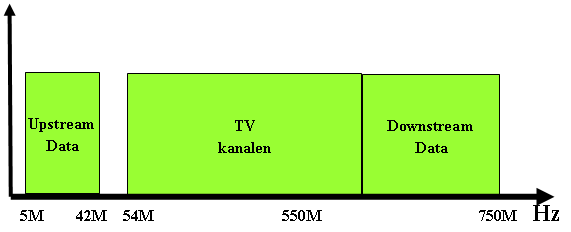 Upstream
Data
TV
kanalen
Downstream
Data
5M 42M 54M 550M 750M Hz